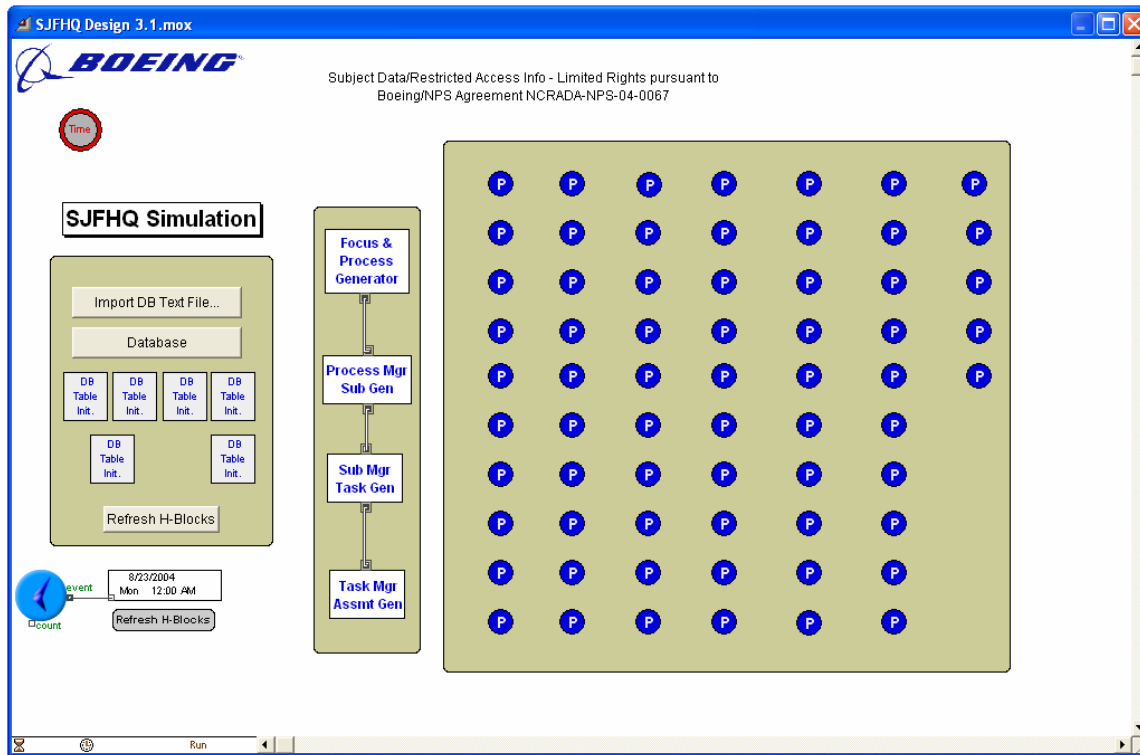 SJFHQ Design 3.1.mox
BOEING
Subject Data/Restricted Access Info - Limited Rights pursuant to
Boeing/NPS Agreement NCRADA-NPS-04-0067
Time
SJFHQ Simulation
Import DB Text File...
Database
DB
Table
Init.
DB
Table
Init.
DB
Table
Init.
DB
Table
Init.
DB
Table
Init.
DB
Table
Init.
Refresh H-Blocks
event
count
8/23/2004
Mon 12:00 AM
Refresh H-Blocks
Focus &
Process
Generator
Process Mgr
Sub Gen
Sub Mgr
Task Gen
Task Mgr
Assmt Gen
P P P P P P P
P P P P P P P
P P P P P P P
P P P P P P P
P P P P P P P
P P P P P P
P P P P P P
P P P P P P
P P P P P P
P P P P P P
Run